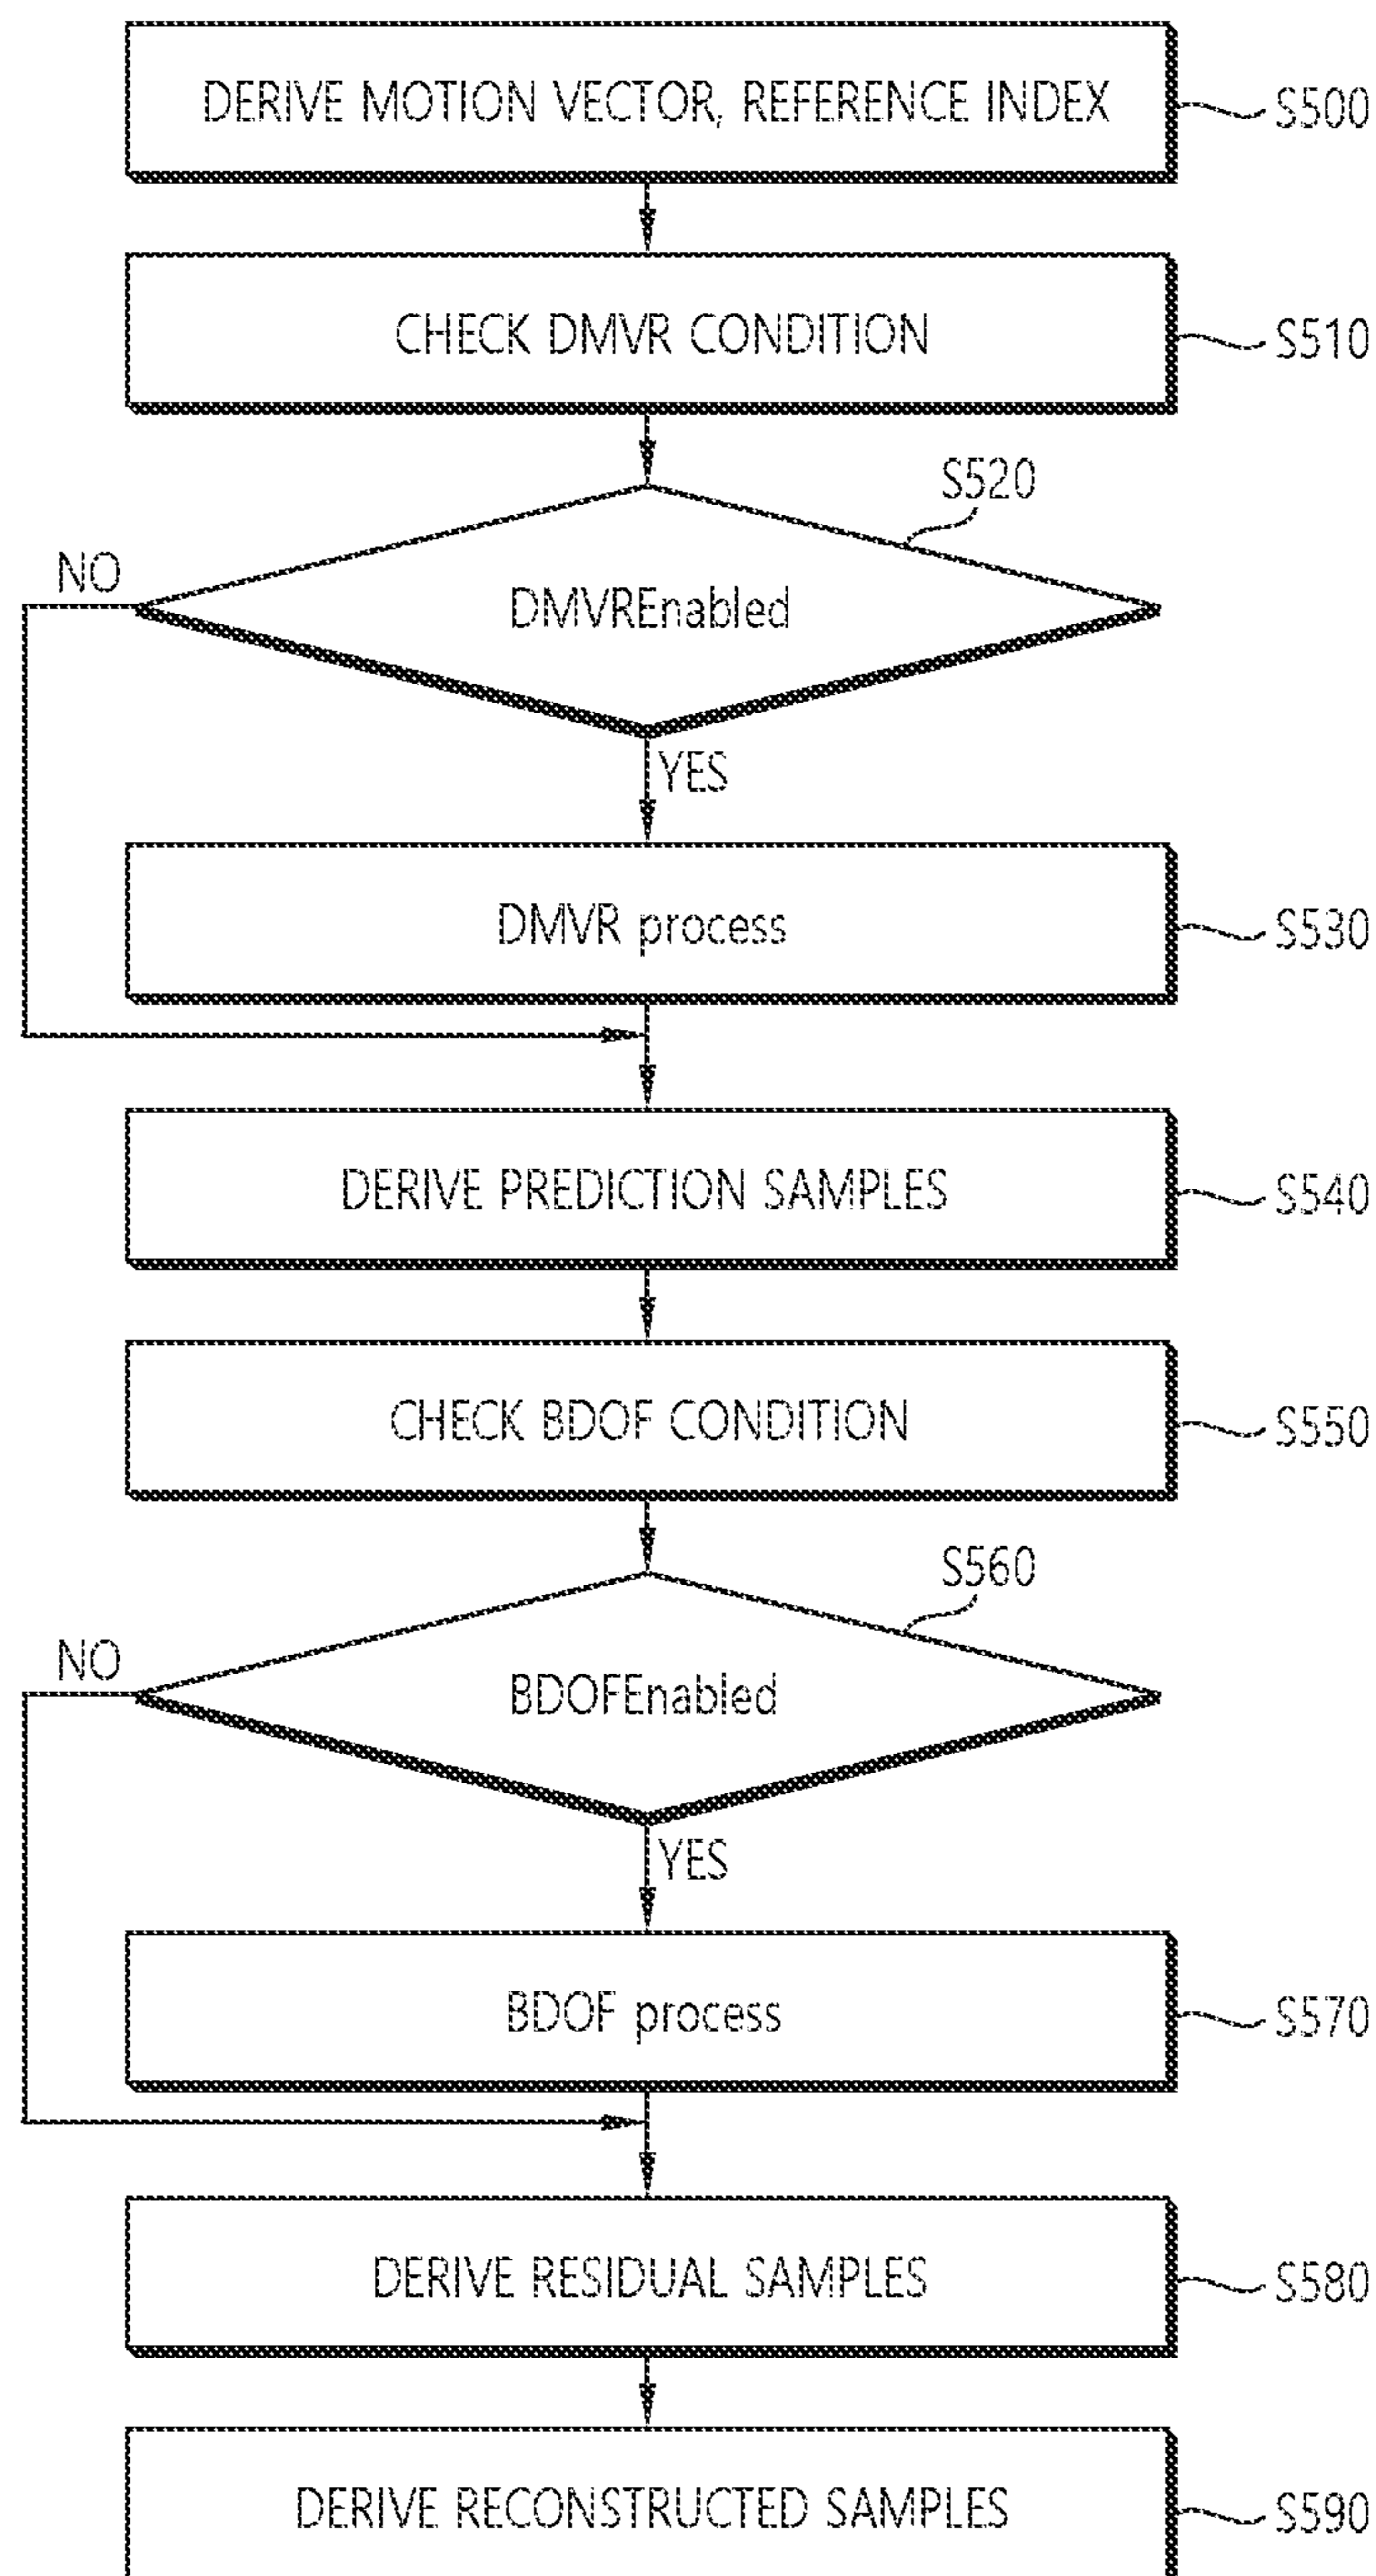 DERIVE MOTION VECTOR, REFERENCE INDEX
S500
CHECK DMVR CONDITION
S510
S520
NO
DMVREnabled
YES
DMVR process
S530
DERIVE PREDICTION SAMPLES
S540
CHECK BDOF CONDITION
S550
S560
NO
BDOFEnabled
YES
BDOF process
S570
DERIVE RESIDUAL SAMPLES
S580
DERIVE RECONSTRUCTED SAMPLES
S590